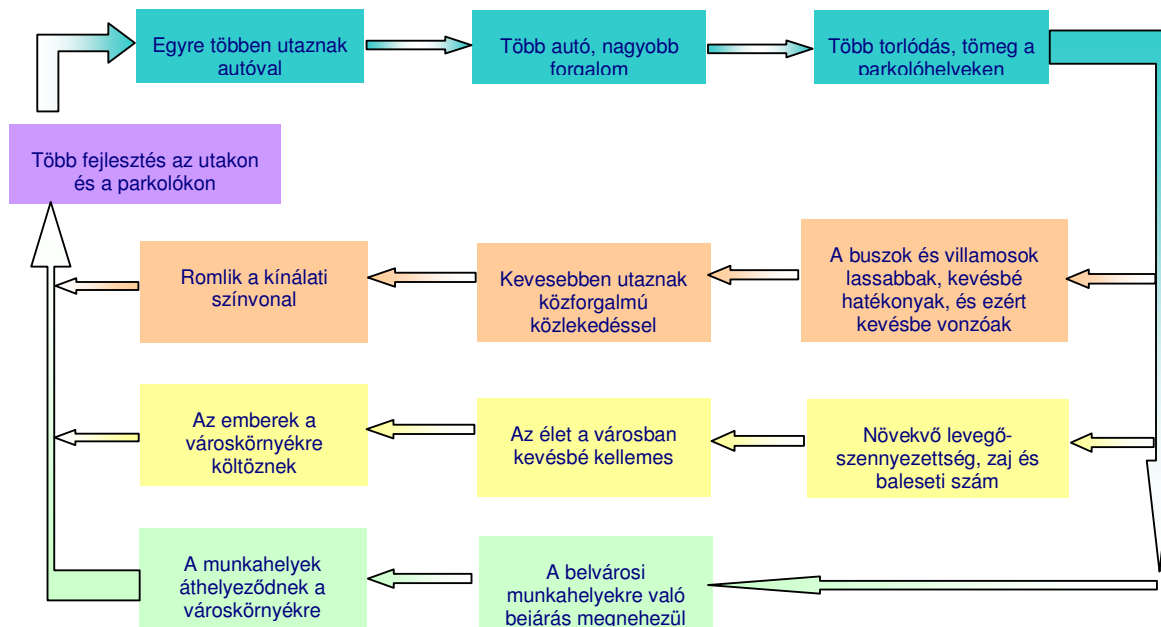 Egyre többen utaznak
autóval
Több autó, nagyobb
forgalom
Több torlódás, tömeg a
parkolóhelyeken
Több fejlesztés az utakon
és a parkolókon
Romlik a kínálati
színvonal
Kevesebben utaznak
közforgalmú
közlekedéssel
A buszok és villamosok
lassabbak, kevésbé
hatékonyak, és ezért
kevésbe vonzóak
Az emberek a
városkörnyékre
költöznek
Az élet a városban
kevésbé kellemes
Növekvő levegő-
szennyezettség, zaj és
baleseti szám
A munkahelyek
áthelyeződnek a
városkörnyékre
A belvárosi
munkahelyekre való
bejárás megnehezül